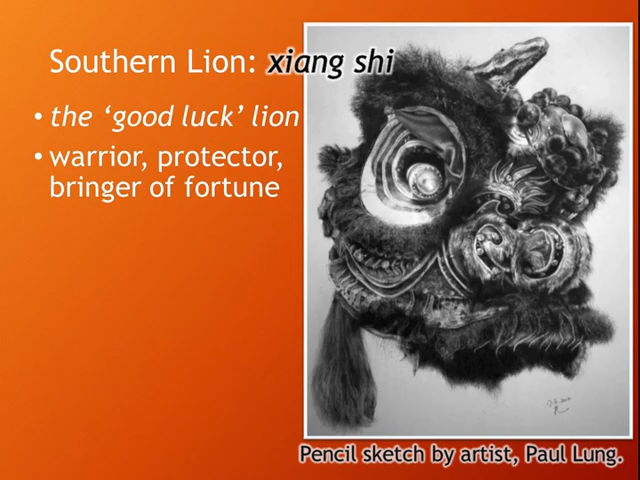 Southern Lion: xiang shi
• the ‘good luck’ lion
• warrior, protector,
bringer of fortune
Pencil sketch by artist, Paul Lung.